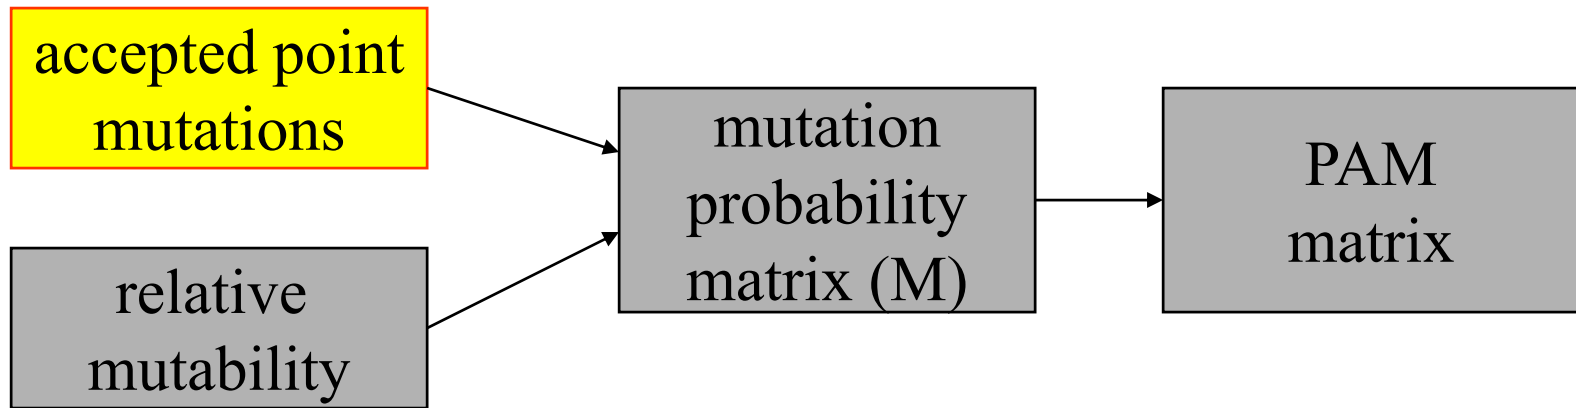 accepted point
mutations
relative
mutability
mutation
probability
matrix (M)
PAM
matrix